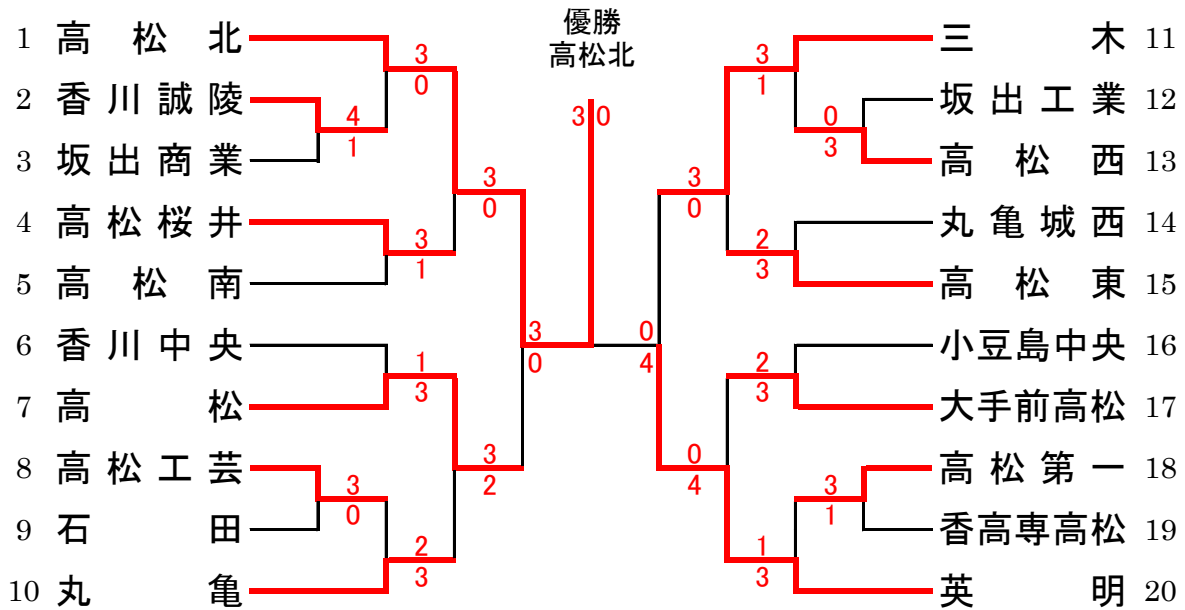 優勝
高松北
3 0
1 高松北
2 香川誠陵
3 坂出商業
4 高松桜井
5 高松南
6 香川中央
7 高松
8 高松工芸
9 石田
10 丸亀
3
0
4
1
3
0
3
1
3
0
1
3
3
2
3
0
2
3
三木 11
坂出工業 12
高松西 13
丸亀城西 14
高松東 15
小豆島中央 16
大手前高松 17
高松第一 18
香高専高松 19
英明 20
3
1
0
3
3
0
2
3
0
4
2
3
0
4
3
1
1
3